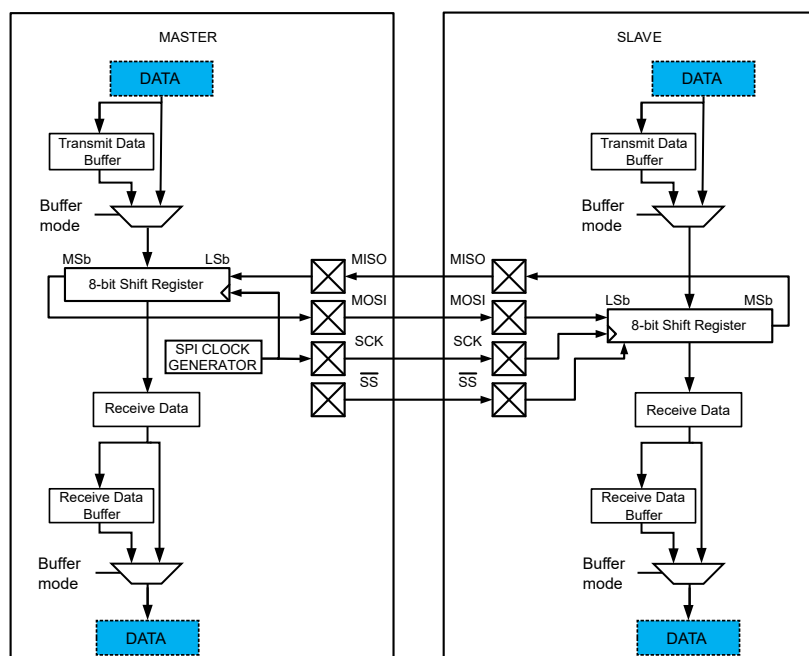 MASTER
DATA
Transmit Data
Buffer
Buffer
mode
MSb
LSb
8-bit Shift Register
SPI CLOCK
GENERATOR
Receive Data
Receive Data
Buffer
Buffer
mode
DATA
MISO
MISO
MOSI
MOSI
SCK
SCK
SS
SS
SLAVE
DATA
Transmit Data
Buffer
Buffer
mode
LSb
MSb
8-bit Shift Register
Receive Data
Receive Data
Buffer
Buffer
mode
DATA